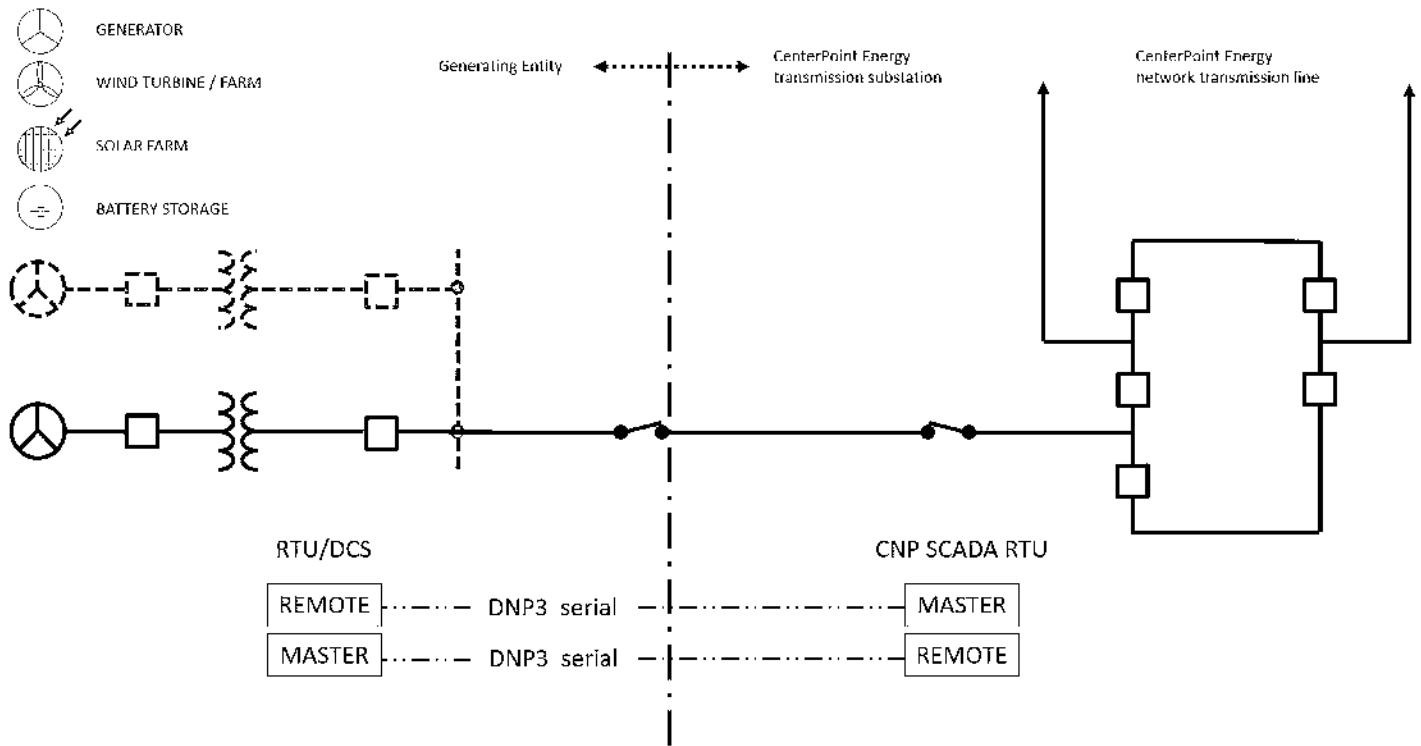 GENERATOR
WIND TURBINE / FARM
SOLAR FARM
BATTERY STORAGE
Generating Entity
CenterPoint Energy
transmission substation
CenterPoint Energy
network transmission line
RTU/DCS
CNP SCADA RTU
REMOTE
DNP3 serial
MASTER
MASTER
DNP3 serial
REMOTE